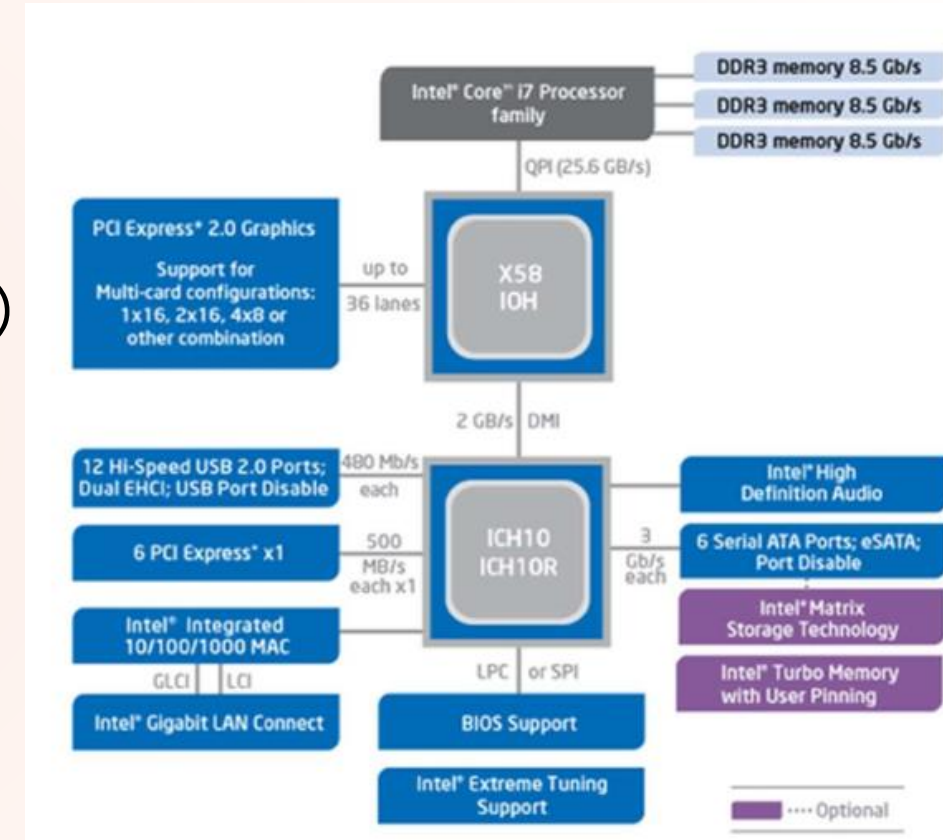 Intel® Core™ i7 Processor
family
DDR3 memory 8.5 Gb/s
DDR3 memory 8.5 Gb/s
DDR3 memory 8.5 Gb/s
QPI (25.6 GB/s)
PCI Express* 2.0 Graphics
Support for
Multi-card configurations:
1x16, 2x16, 4x8 or
other combination
up to
36 lanes
X58
IOH
)
2 GB/s DMI
12 Hi-Speed USB 2.0 Ports;
Dual EHCI; USB Port Disable
480 Mb/s
each
6 PCI Express* x1
500
MB/s
each x1
Intel® Integrated
10/100/1000 MAC
GLCI LCI
Intel® Gigabit LAN Connect
ICH10
ICH10R
Intel® High
Definition Audio
3
Gb/s
each
6 Serial ATA Ports; eSATA;
Port Disable
Intel® Matrix
Storage Technology
Intel® Turbo Memory
with User Pinning
LPC or SPI
BIOS Support
Intel® Extreme Tuning
Support
Optional